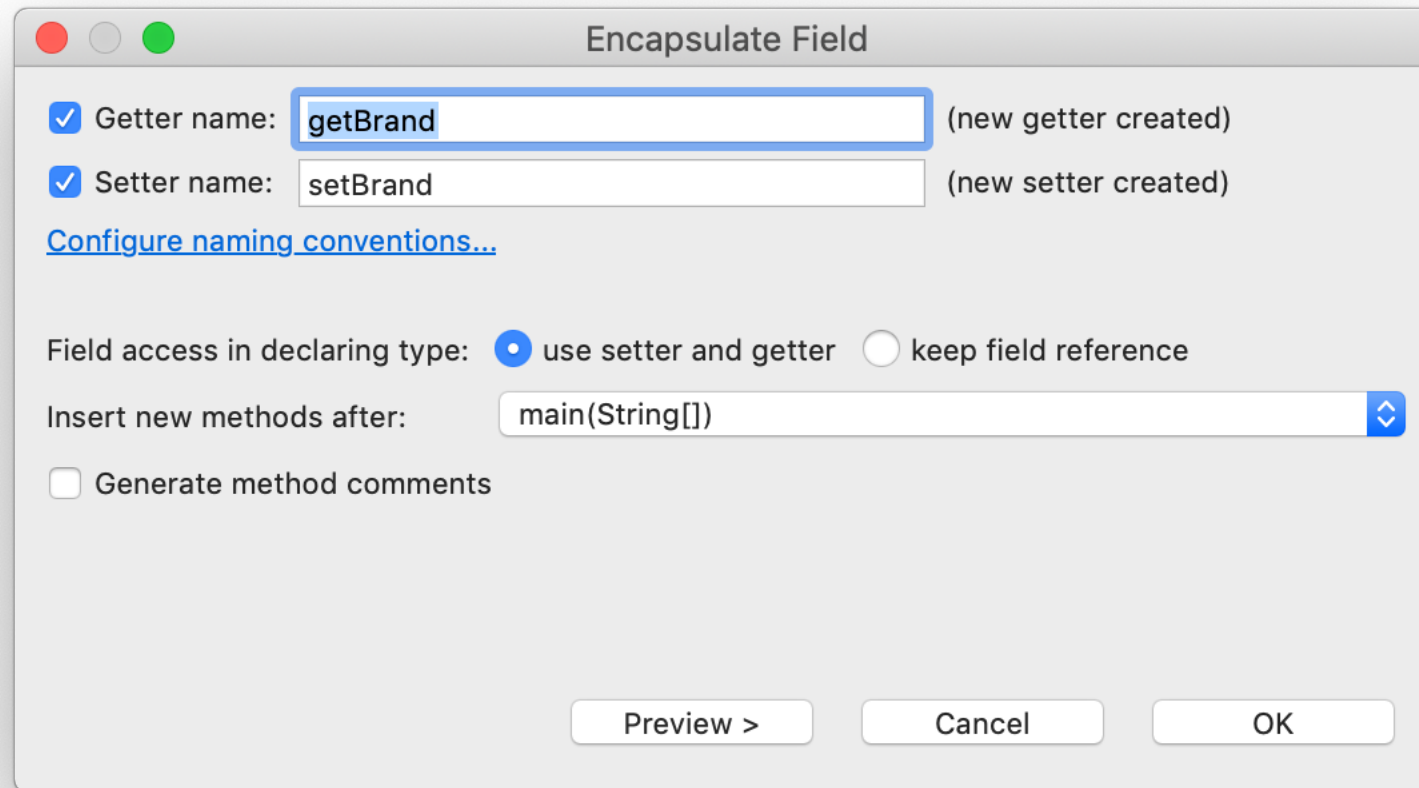 Encapsulate Field
Getter name: getBrand (new getter created)
Setter name: setBrand (new setter created)
Configure naming conventions...
Field access in declaring type: use setter and getter keep field reference
Insert new methods after: main(String[])
Generate method comments
Preview > Cancel OK